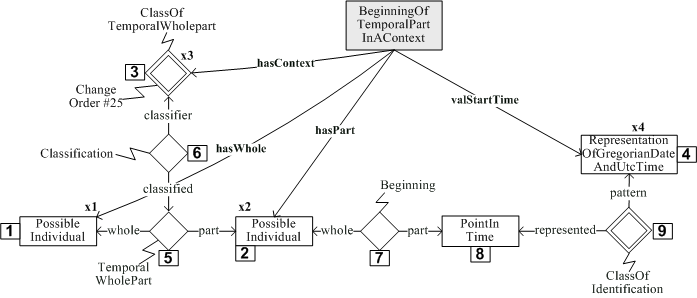 ClassOf
TemporalWholepart
BeginningOf
TemporalPart
InAContext
x3
3
hasContext
Change
Order #25
classifier
valStartTime
hasPart
x4
Representation
OfGregorianDate
AndUtcTime
4
Classification
6
hasWhole
classified
Beginning
pattern
x1
x2
1
Possible
Individual
whole
part
Possible
Individual
whole
part
PointIn
Time
represented
9
2
5
7
8
Temporal
WholePart
ClassOf
Identification